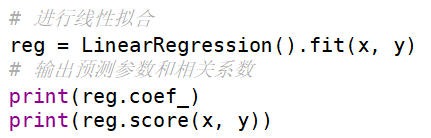 # 进行线性拟合
reg = LinearRegression().fit(x, y)
# 输出预测参数和相关系数
print(reg.coef_)
print(reg.score(x, y))